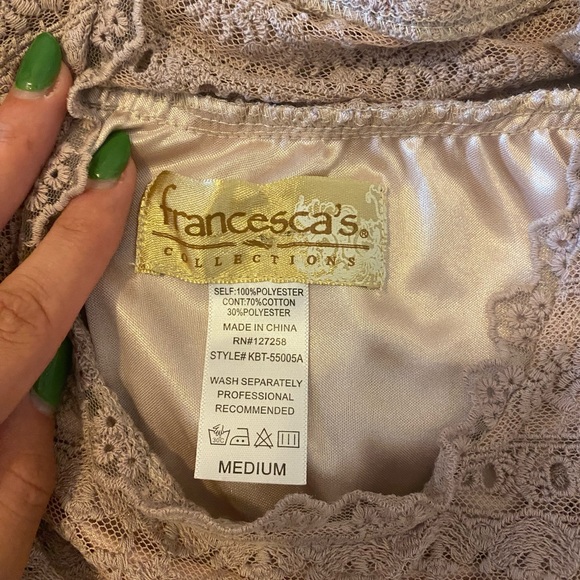 francesca's®
COLLECTIONS
SELF:100%POLYESTER
CONT:70%COTTON
30%POLYESTER
MADE IN CHINA
RN#127258
STYLE# KBT-55005A
WASH SEPARATELY
PROFESSIONAL
RECOMMENDED
30C
MEDIUM